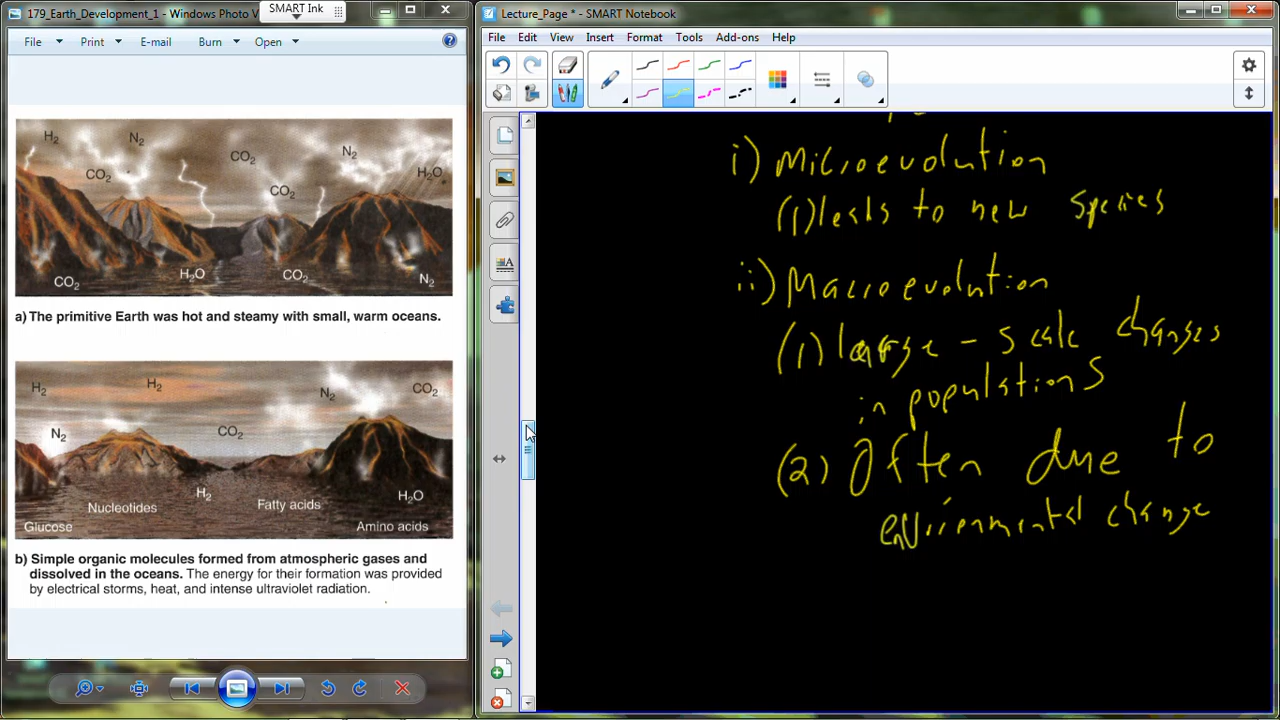 179_Earth_Development_1 - Windows Photo V
SMART Ink
File Print E-mail Burn Open
H₂
N₂
CO₂
N₂
CO₂
CO₂
H₂O
CO₂
H₂O
CO₂
N₂
a) The primitive Earth was hot and steamy with small, warm oceans.
H₂
H₂
N₂
CO₂
N₂
CO₂
H₂
H₂O
Nucleotides
Fatty acids
Glucose
Amino acids
b) Simple organic molecules formed from atmospheric gases and
dissolved in the oceans. The energy for their formation was provided
by electrical storms, heat, and intense ultraviolet radiation.
Lecture_Page * - SMART Notebook
File Edit View Insert Format Tools Add-ons Help
i) Microevolution
(1) leads to new species
ii) Macroevolution
(1) large - scale changes
in populations
(2) Often due to
environmental change